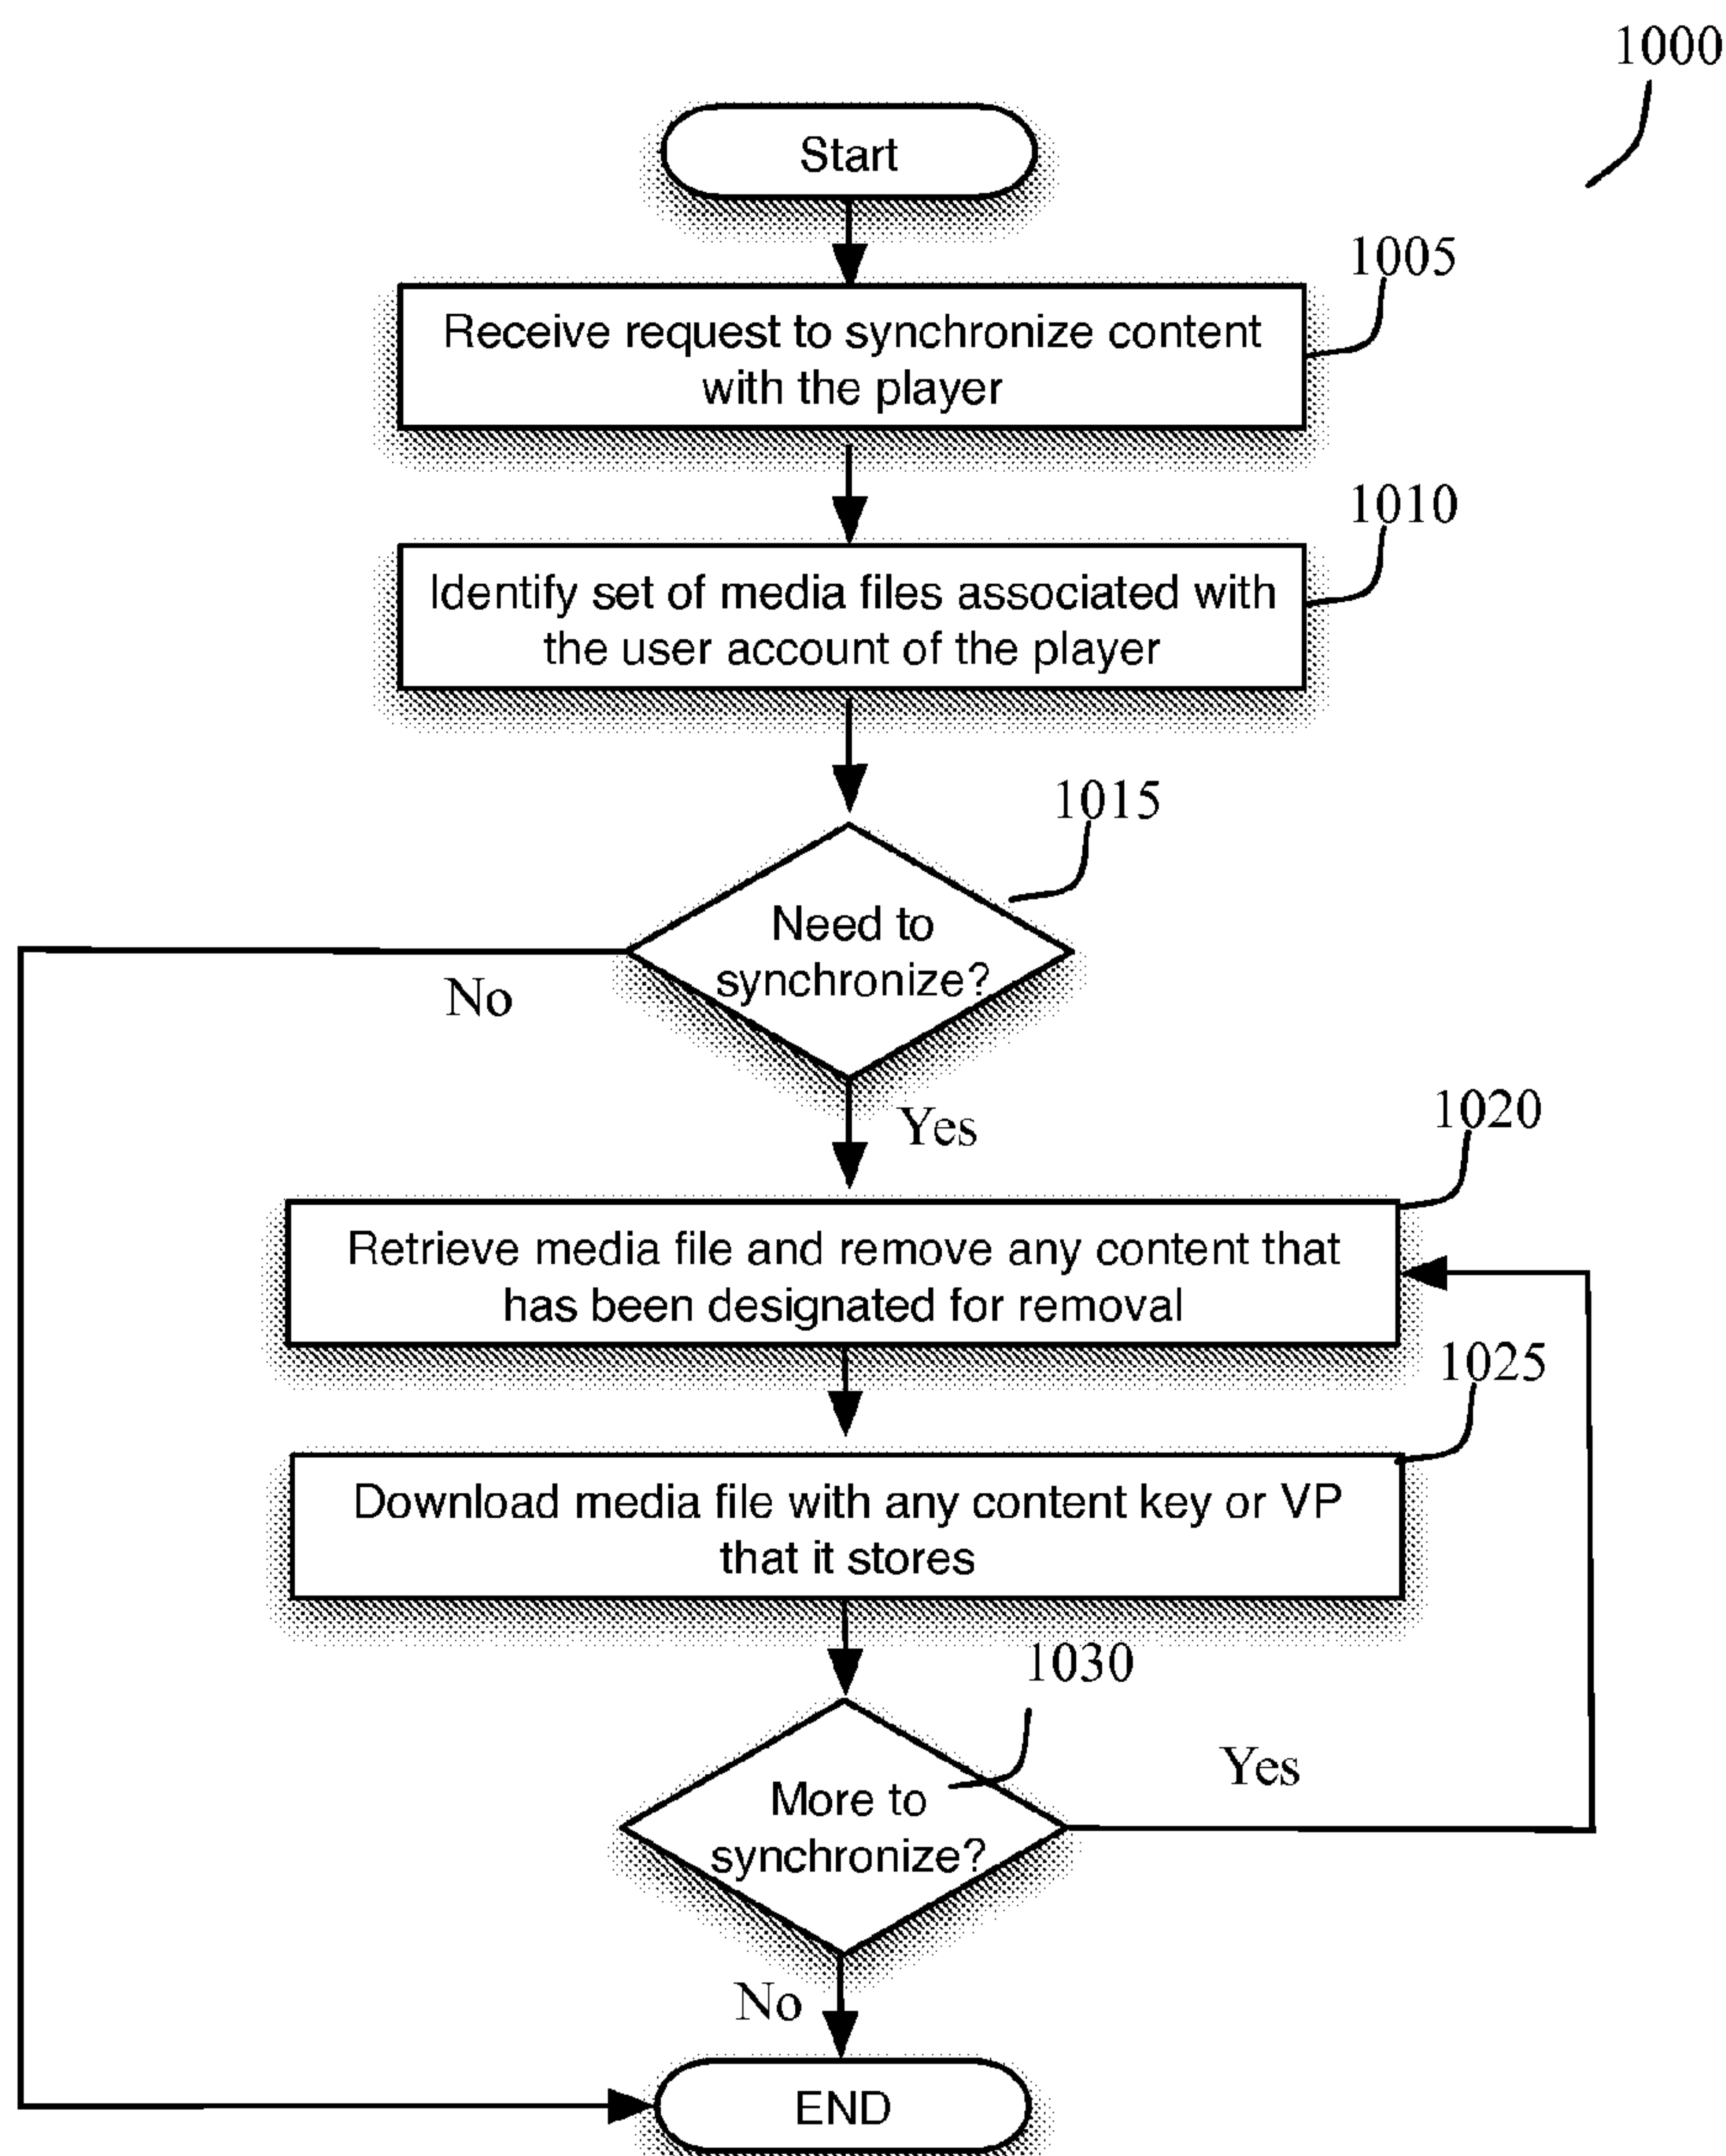 1000
Start
1005
Receive request to synchronize content
with the player
1010
Identify set of media files associated with
the user account of the player
1015
Need to
synchronize?
No
Yes
1020
Retrieve media file and remove any content that
has been designated for removal
1025
Download media file with any content key or VP
that it stores
1030
More to
synchronize?
Yes
No
END